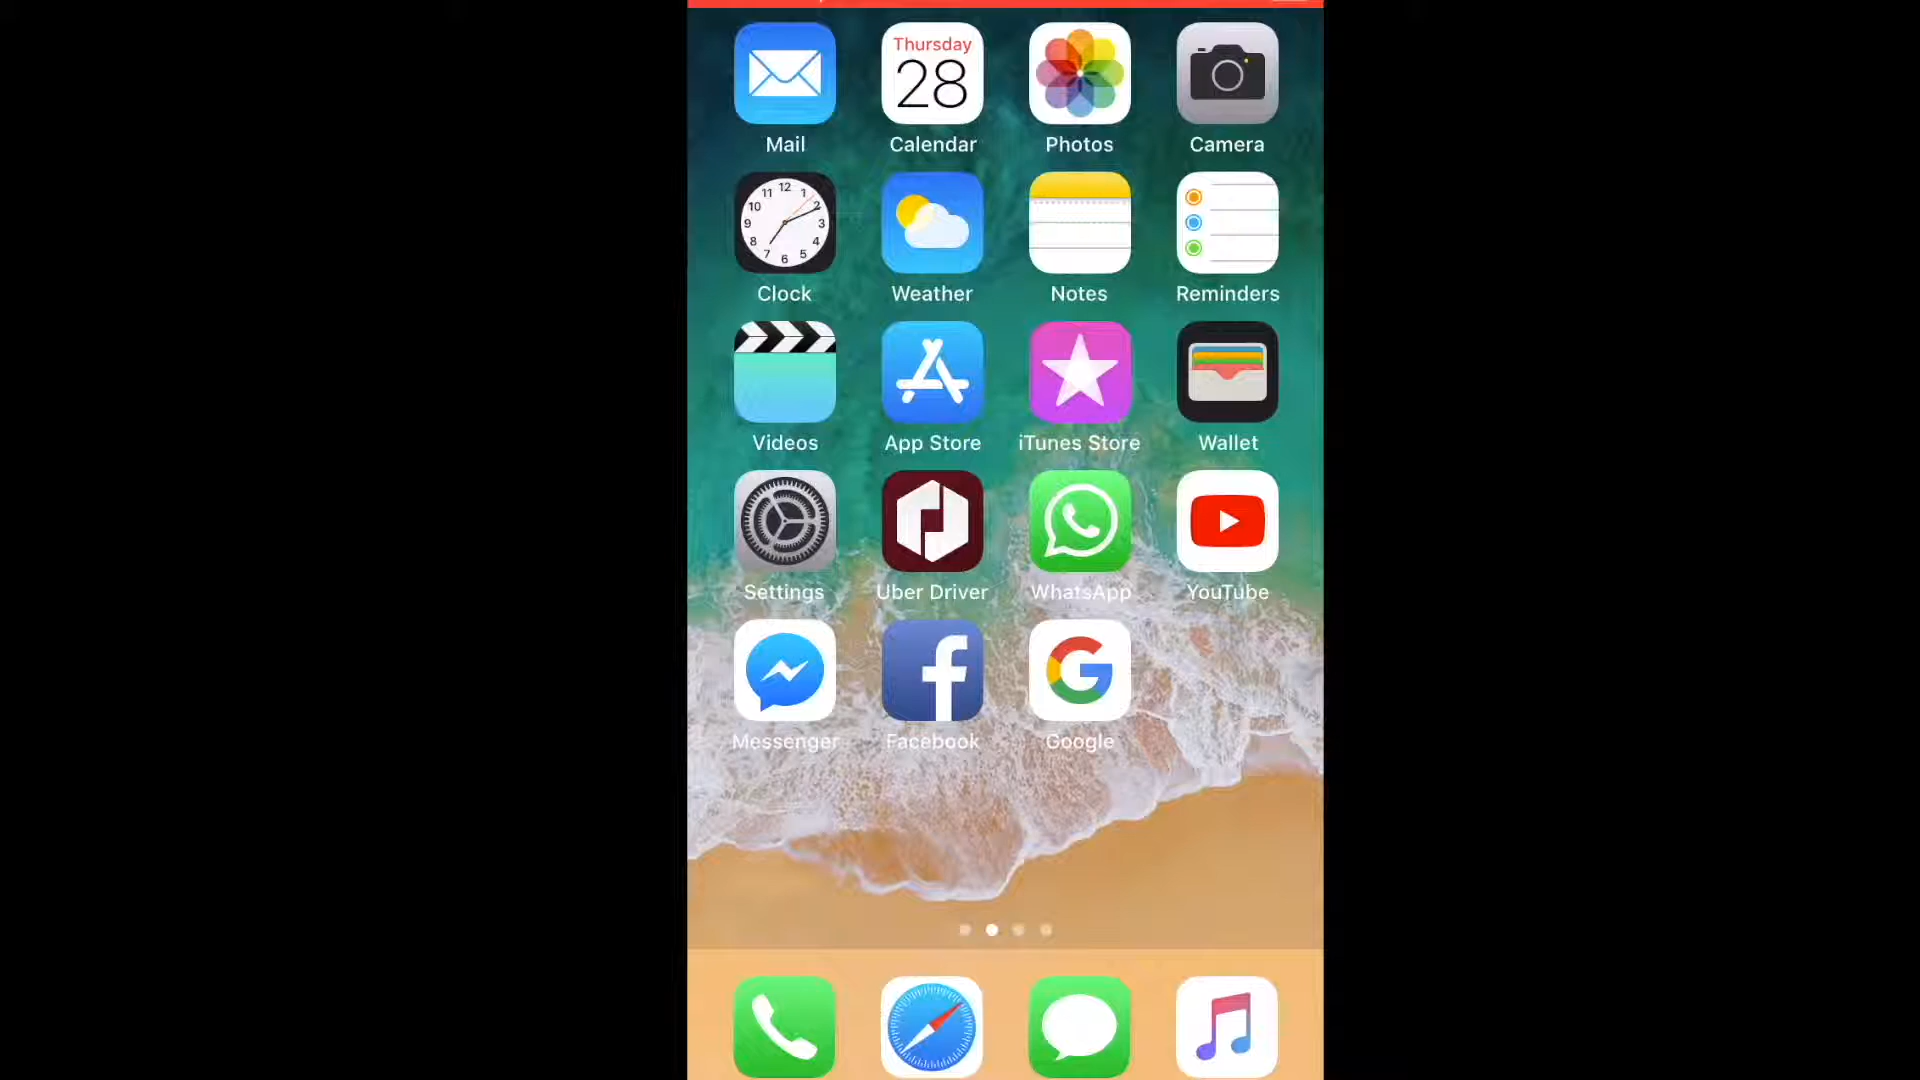 Thursday
28
Mail Calendar Photos Camera
12
11 1
10 2
9 3
8 4
7 5
6
Clock Weather Notes Reminders
Videos App Store iTunes Store Wallet
Settings Uber Driver WhatsApp YouTube
Messenger Facebook Google